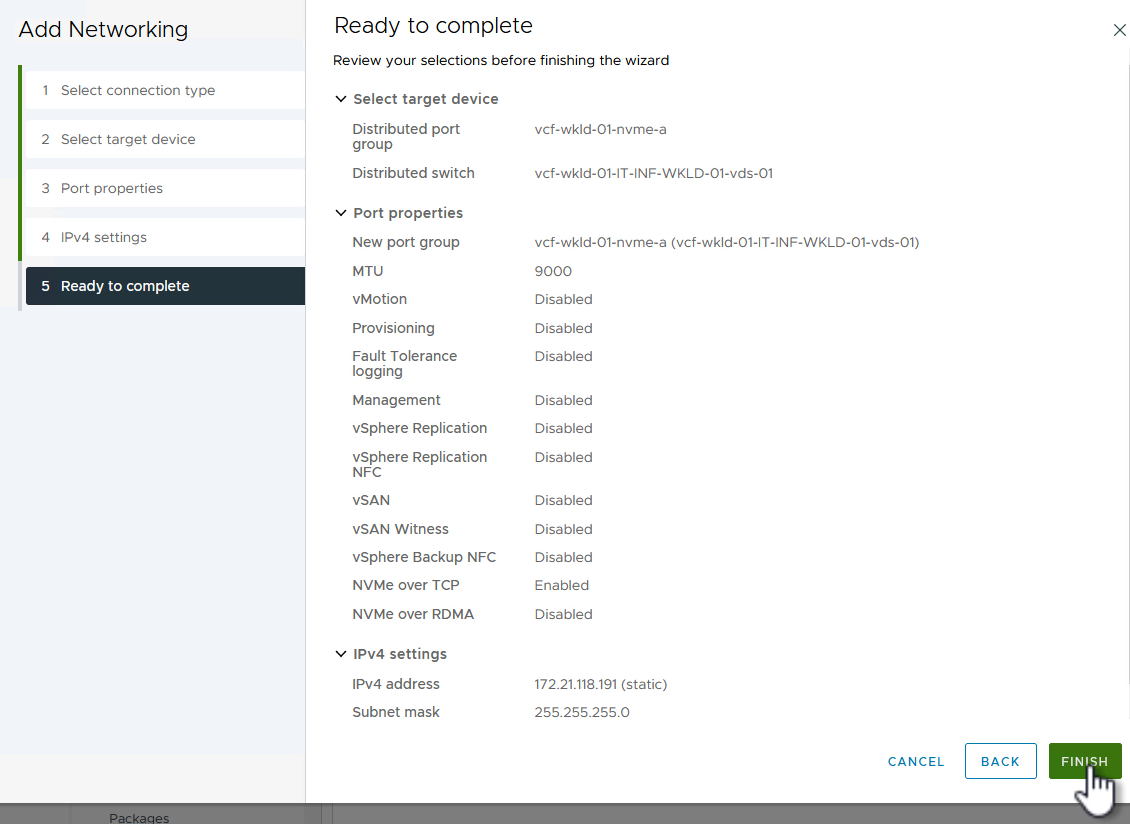 Add Networking
1 Select connection type
2 Select target device
3 Port properties
4 IPv4 settings
5 Ready to complete
Ready to complete
Review your selections before finishing the wizard
Select target device
Distributed port
group
vcf-wkld-01-nvme-a
Distributed switch vcf-wkld-01-IT-INF-WKLD-01-vds-01
Port properties
New port group vcf-wkld-01-nvme-a (vcf-wkld-01-IT-INF-WKLD-01-vds-01)
MTU 9000
vMotion Disabled
Provisioning Disabled
Fault Tolerance
logging
Disabled
Management Disabled
vSphere Replication Disabled
vSphere Replication
NFC
Disabled
vSAN Disabled
vSAN Witness Disabled
vSphere Backup NFC Disabled
NVMe over TCP Enabled
NVMe over RDMA Disabled
IPv4 settings
IPv4 address 172.21.118.191 (static)
Subnet mask 255.255.255.0
CANCEL BACK FINISH
Packages